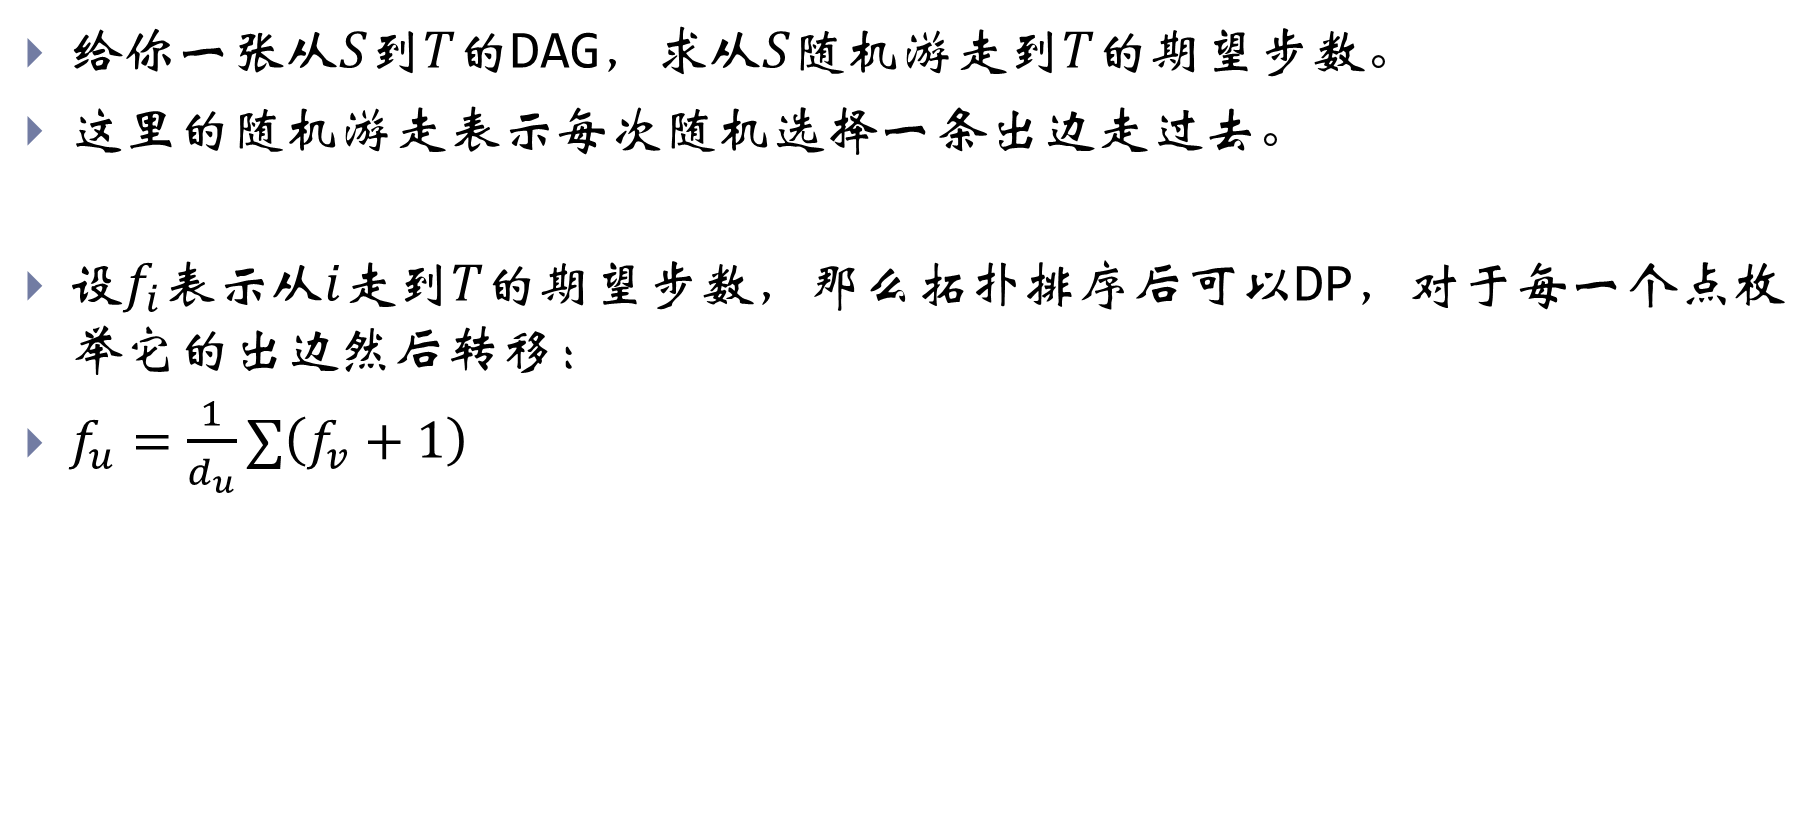 给你一张从S到T的DAG，求从S随机游走到T的期望步数。
这里的随机游走表示每次随机选择一条出边走过去。
设f_i表示从i走到T的期望步数，那么拓扑排序后可以DP，对于每一个点枚
举它的出边然后转移：
f_u = 1/d_u ∑(f_v + 1)